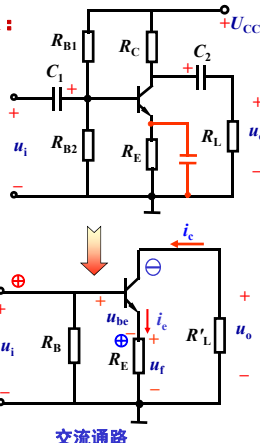 :
+U_CC
R_B1
R_C
C_2
+
C_1
+
+
+
+
u_i
R_B2
R_E
R_L
u
−
−
i_c
⊕
⊖
+
+
+
u_be
i_e
−
⊕
+
u_i
R_B
R_E
u_f
R'_L
u_o
−
−
−
交流通路